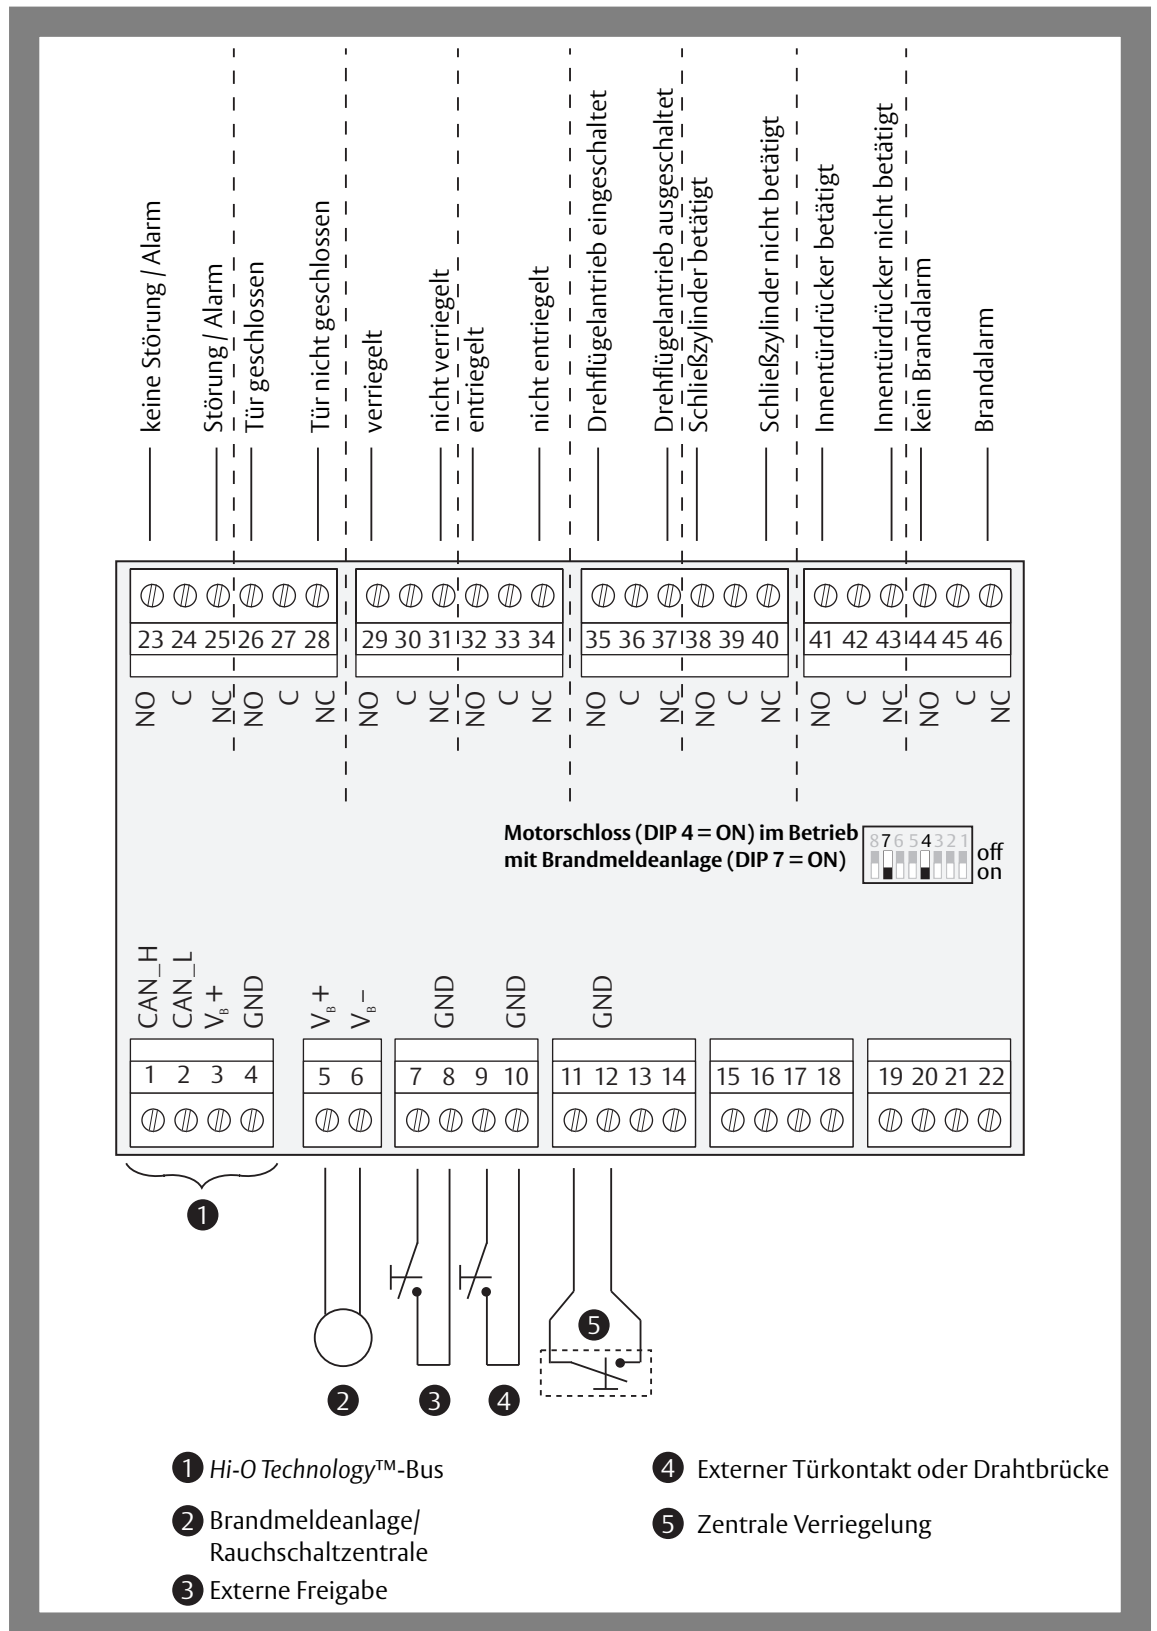 keine Störung / Alarm
Störung / Alarm
Tür geschlossen
Tür nicht geschlossen
verriegelt
nicht verriegelt
entriegelt
nicht entriegelt
Drehflügelantrieb eingeschaltet
Drehflügelantrieb ausgeschaltet
Schließzylinder betätigt
Schließzylinder nicht betätigt
Innentürdrücker betätigt
Innentürdrücker nicht betätigt
kein Brandalarm
Brandalarm
23 24 25 26 27 28 29 30 31 32 33 34 35 36 37 38 39 40 41 42 43 44 45 46
NO C NC NO C NC NO C NC NO C NC NO C NC NO C NC NO C NC NO C NC
Motorschloss (DIP 4 = ON) im Betrieb
mit Brandmeldeanlage (DIP 7 = ON)
8 7 6 5 4 3 2 1
off
on
CAN_H
CAN_L
VB +
GND
VB +
VB –
GND
GND
GND
1 2 3 4 5 6 7 8 9 10 11 12 13 14 15 16 17 18 19 20 21 22
1
5
2
3
4
1 Hi-O Technology™-Bus
2 Brandmeldeanlage/
Rauchschaltzentrale
3 Externe Freigabe
4 Externer Türkontakt oder Drahtbrücke
5 Zentrale Verriegelung